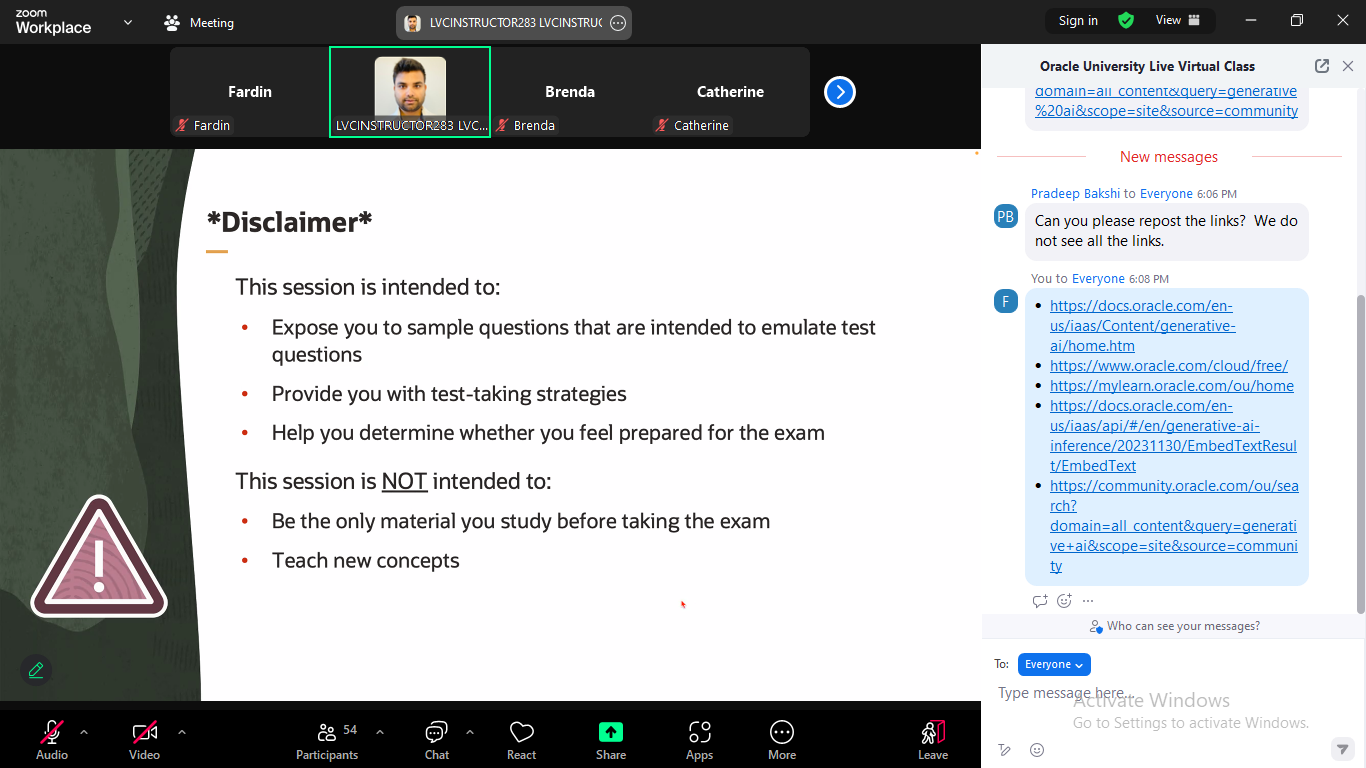 zoom
Workplace
Meeting
LVCINSTRUCTOR283 LVCINSTRUC
Sign in
View
Fardin
Brenda
Catherine
Fardin
LVCINSTRUCTOR283 LVC...
Brenda
Catherine
*Disclaimer*
This session is intended to:
• Expose you to sample questions that are intended to emulate test
questions
• Provide you with test-taking strategies
• Help you determine whether you feel prepared for the exam
This session is NOT intended to:
• Be the only material you study before taking the exam
• Teach new concepts
!
Audio
Video
54
Participants
Chat
React
Share
Apps
More
Leave
Oracle University Live Virtual Class
domain=all_content&query=generative
%20ai&scope=site&source=community
New messages
Pradeep Bakshi to Everyone 6:06 PM
PB
Can you please repost the links? We do
not see all the links.
You to Everyone 6:08 PM
F
• https://docs.oracle.com/en-
us/iaas/Content/generative-
ai/home.htm
• https://www.oracle.com/cloud/free/
• https://mylearn.oracle.com/ou/home
• https://docs.oracle.com/en-
us/iaas/api/#/en/generative-ai-
inference/20231130/EmbedTextResul
t/EmbedText
• https://community.oracle.com/ou/sea
rch?
domain=all_content&query=generati
ve+ai&scope=site&source=communi
ty
Who can see your messages?
To: Everyone
Type message here...
Activate Windows
Go to Settings to activate Windows.